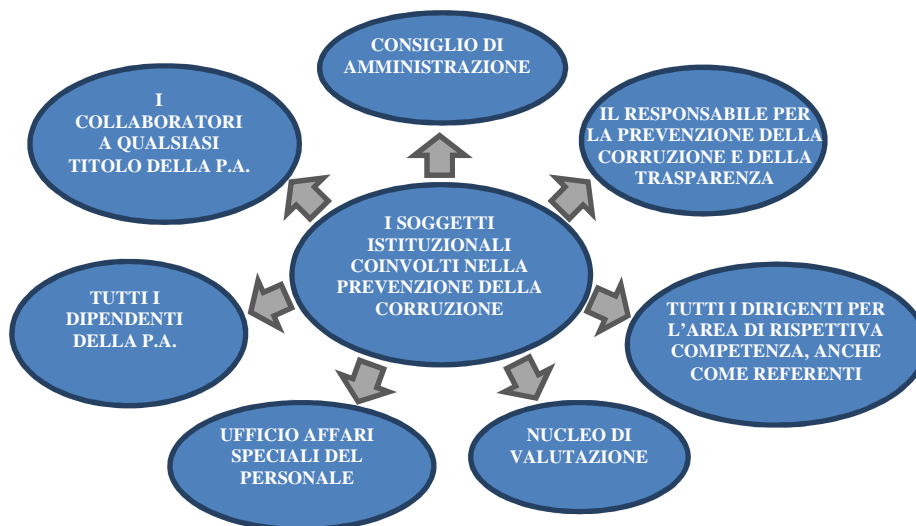 CONSIGLIO DI
AMMINISTRAZIONE
I
COLLABORATORI
A QUALSIASI
TITOLO DELLA P.A.
IL RESPONSABILE PER
LA PREVENZIONE DELLA
CORRUZIONE E DELLA
TRASPARENZA
I SOGGETTI
ISTITUZIONALI
COINVOLTI NELLA
PREVENZIONE DELLA
CORRUZIONE
TUTTI I
DIPENDENTI
DELLA P.A.
TUTTI I DIRIGENTI PER
L’AREA DI RISPETTIVA
COMPETENZA, ANCHE
COME REFERENTI
UFFICIO AFFARI
SPECIALI DEL
PERSONALE
NUCLEO DI
VALUTAZIONE